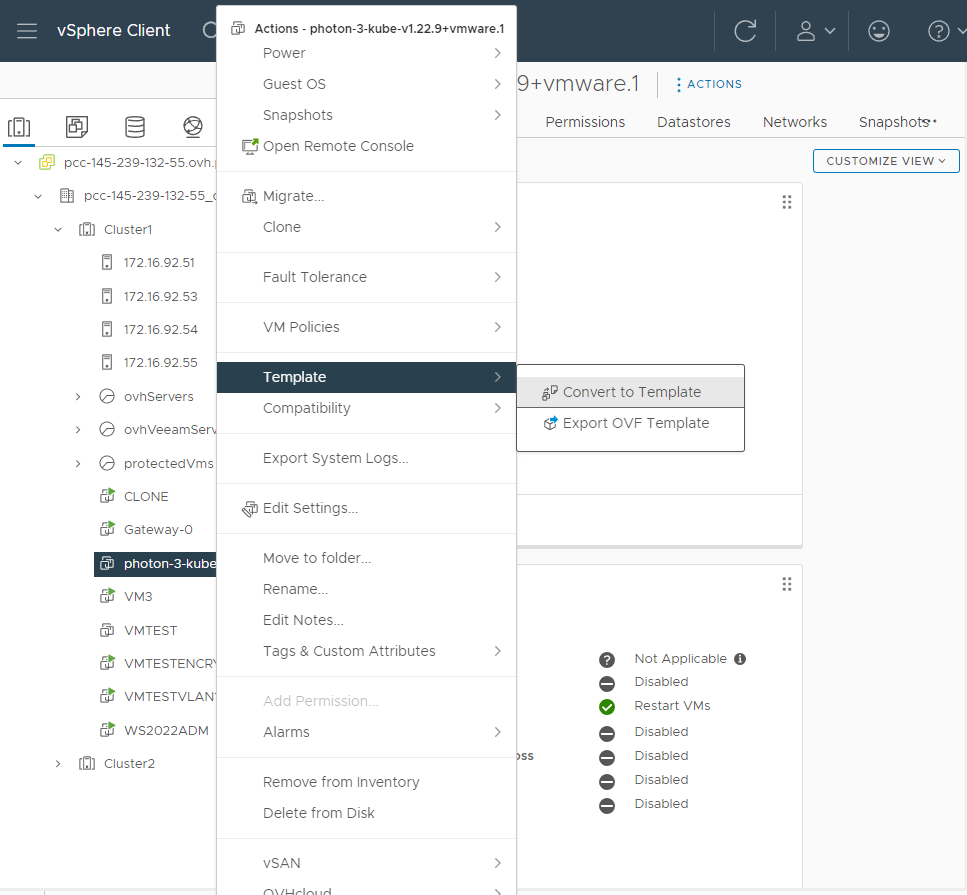 vSphere Client
Actions - photon-3-kube-v1.22.9+vmware.1
9+vmware.1
ACTIONS
Permissions
Datastores
Networks
Snapshots
CUSTOMIZE VIEW
pcc-145-239-132-55.ovh.
pcc-145-239-132-55_
Cluster1
172.16.92.51
172.16.92.53
172.16.92.54
172.16.92.55
ovhServers
ovhVeeamServ
protectedVms
CLONE
Gateway-0
photon-3-kube
VM3
VMTEST
VMTESTENCRY
VMTESTVLAN
WS2022ADM
Cluster2
Power
Guest OS
Snapshots
Open Remote Console
Migrate...
Clone
Fault Tolerance
VM Policies
Template
Compatibility
Export System Logs...
Edit Settings...
Move to folder...
Rename...
Edit Notes...
Tags & Custom Attributes
Add Permission...
Alarms
Remove from Inventory
Delete from Disk
vSAN
OVHcloud
Convert to Template
Export OVF Template
Not Applicable
Disabled
Restart VMs
Disabled
oss
Disabled
Disabled
Disabled